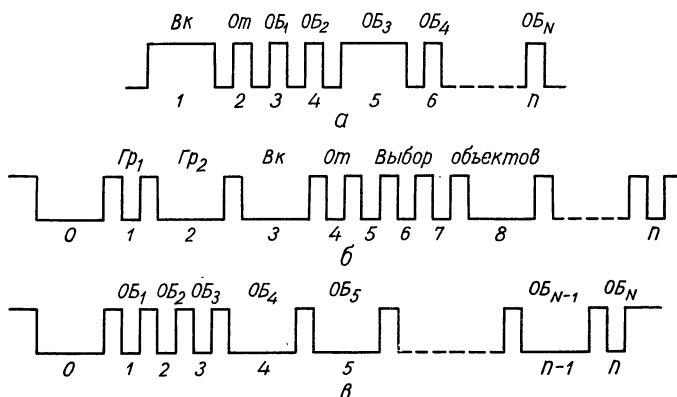 Вк От ОБ₁ ОБ₂ ОБ₃ ОБ₄ ОБN
1 2 3 4 5 6 n
а
Гр₁ Гр₂ Вк От Выбор объектов
0 1 2 3 4 5 6 7 8 n
б
ОБ₁ ОБ₂ ОБ₃ ОБ₄ ОБ₅ ОБN-1 ОБN
0 1 2 3 4 5 n-1 n
в